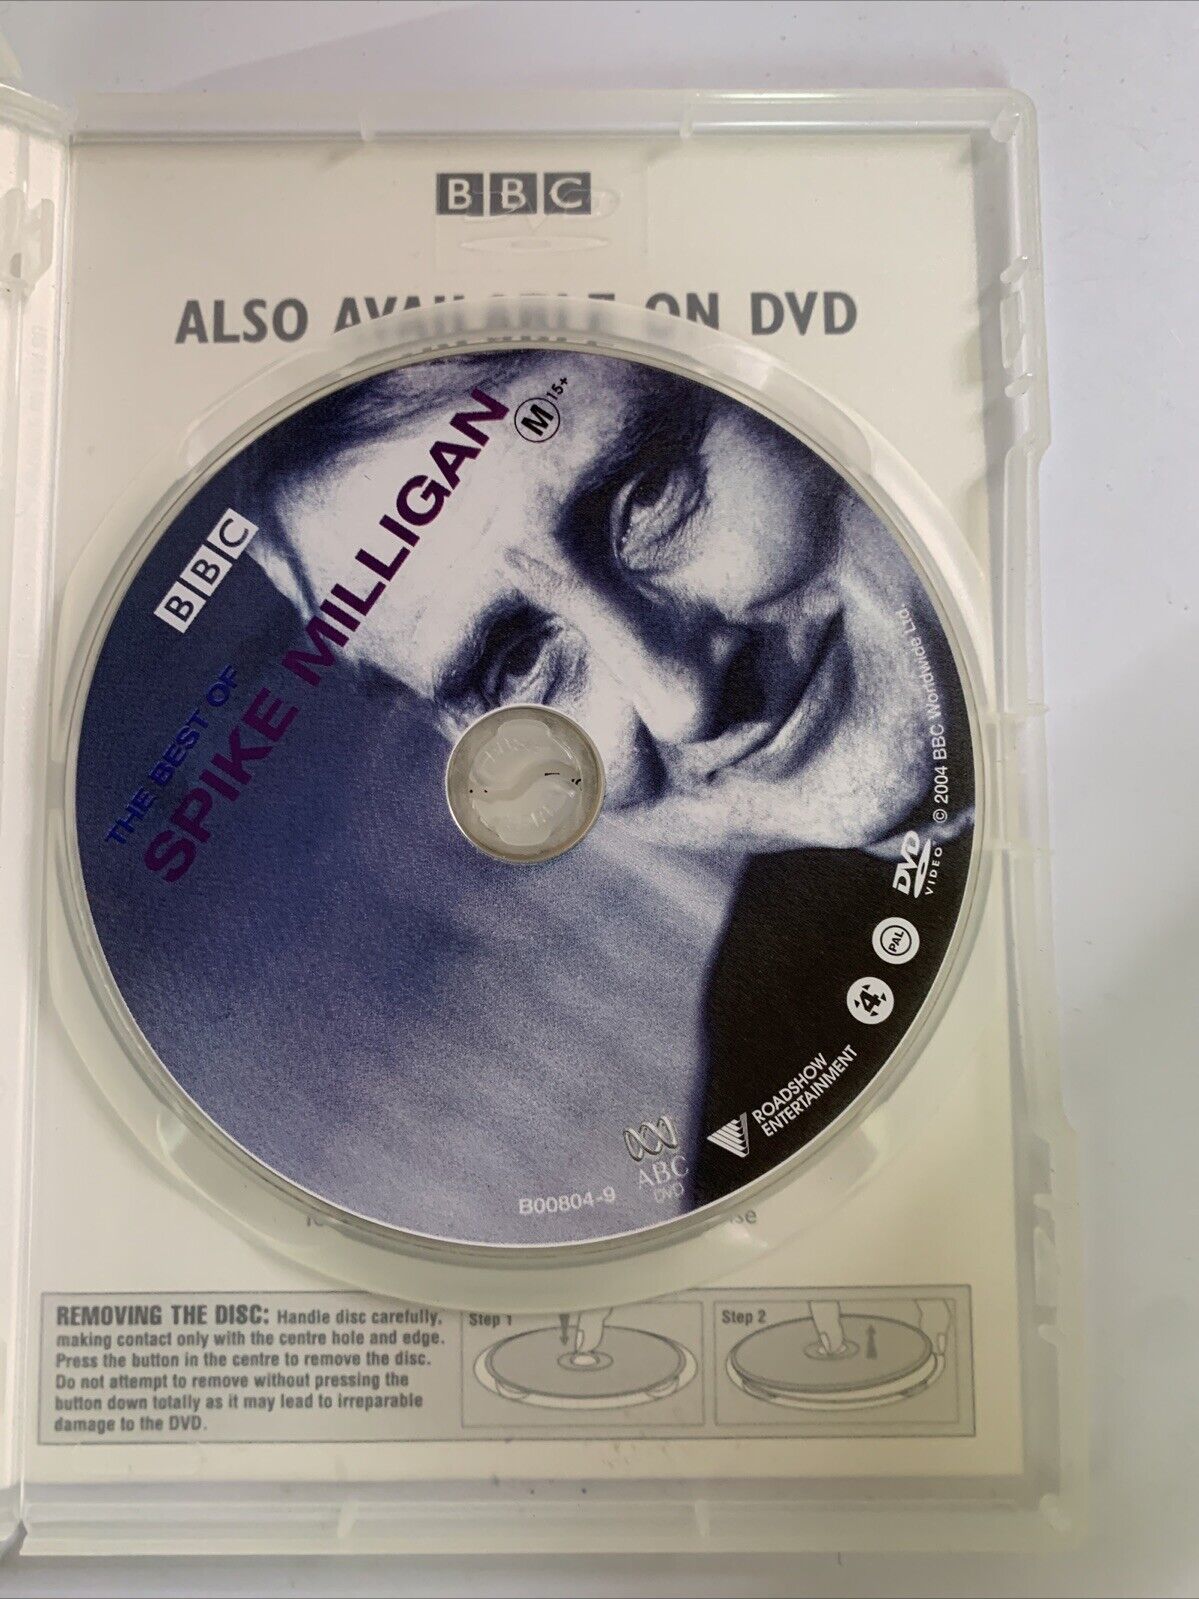 BBC
ALSO AVAILABLE ON DVD
M 15+
BBC
THE BEST OF
SPIKE MILLIGAN
© 2004 BBC Worldwide Ltd.
DVD
VIDEO
PAL
4
ROADSHOW
ENTERTAINMENT
ABC
DVD
B00804-9
REMOVING THE DISC: Handle disc carefully,
making contact only with the centre hole and edge.
Press the button in the centre to remove the disc.
Do not attempt to remove without pressing the
button down totally as it may lead to irreparable
damage to the DVD.
Step 1
Step 2